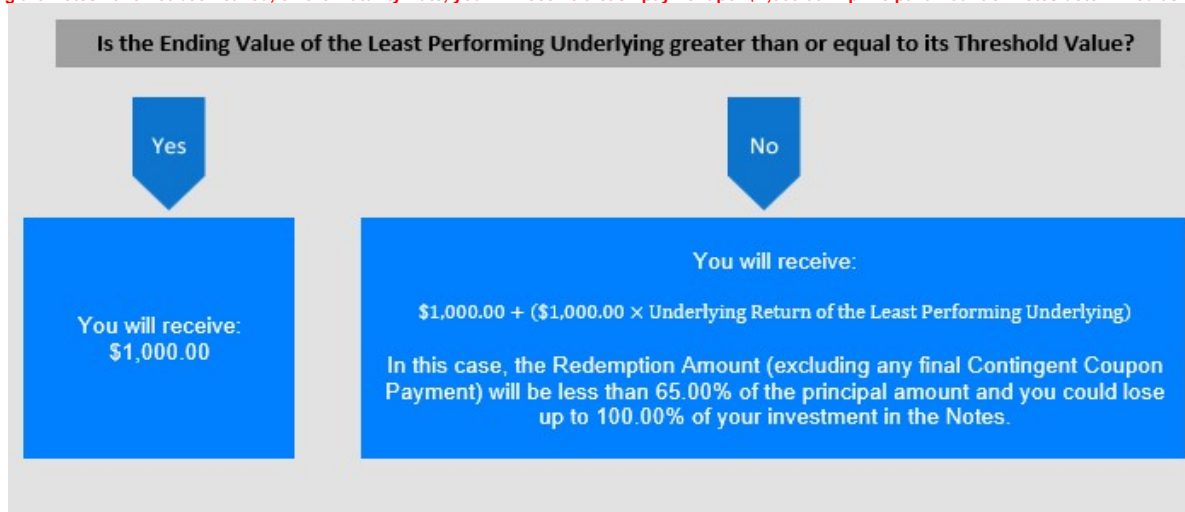 Is the Ending Value of the Least Performing Underlying greater than or equal to its Threshold Value?
Yes
No
You will receive:
$1,000.00
You will receive:
$1,000.00 + ($1,000.00 × Underlying Return of the Least Performing Underlying)
In this case, the Redemption Amount (excluding any final Contingent Coupon
Payment) will be less than 65.00% of the principal amount and you could lose
up to 100.00% of your investment in the Notes.